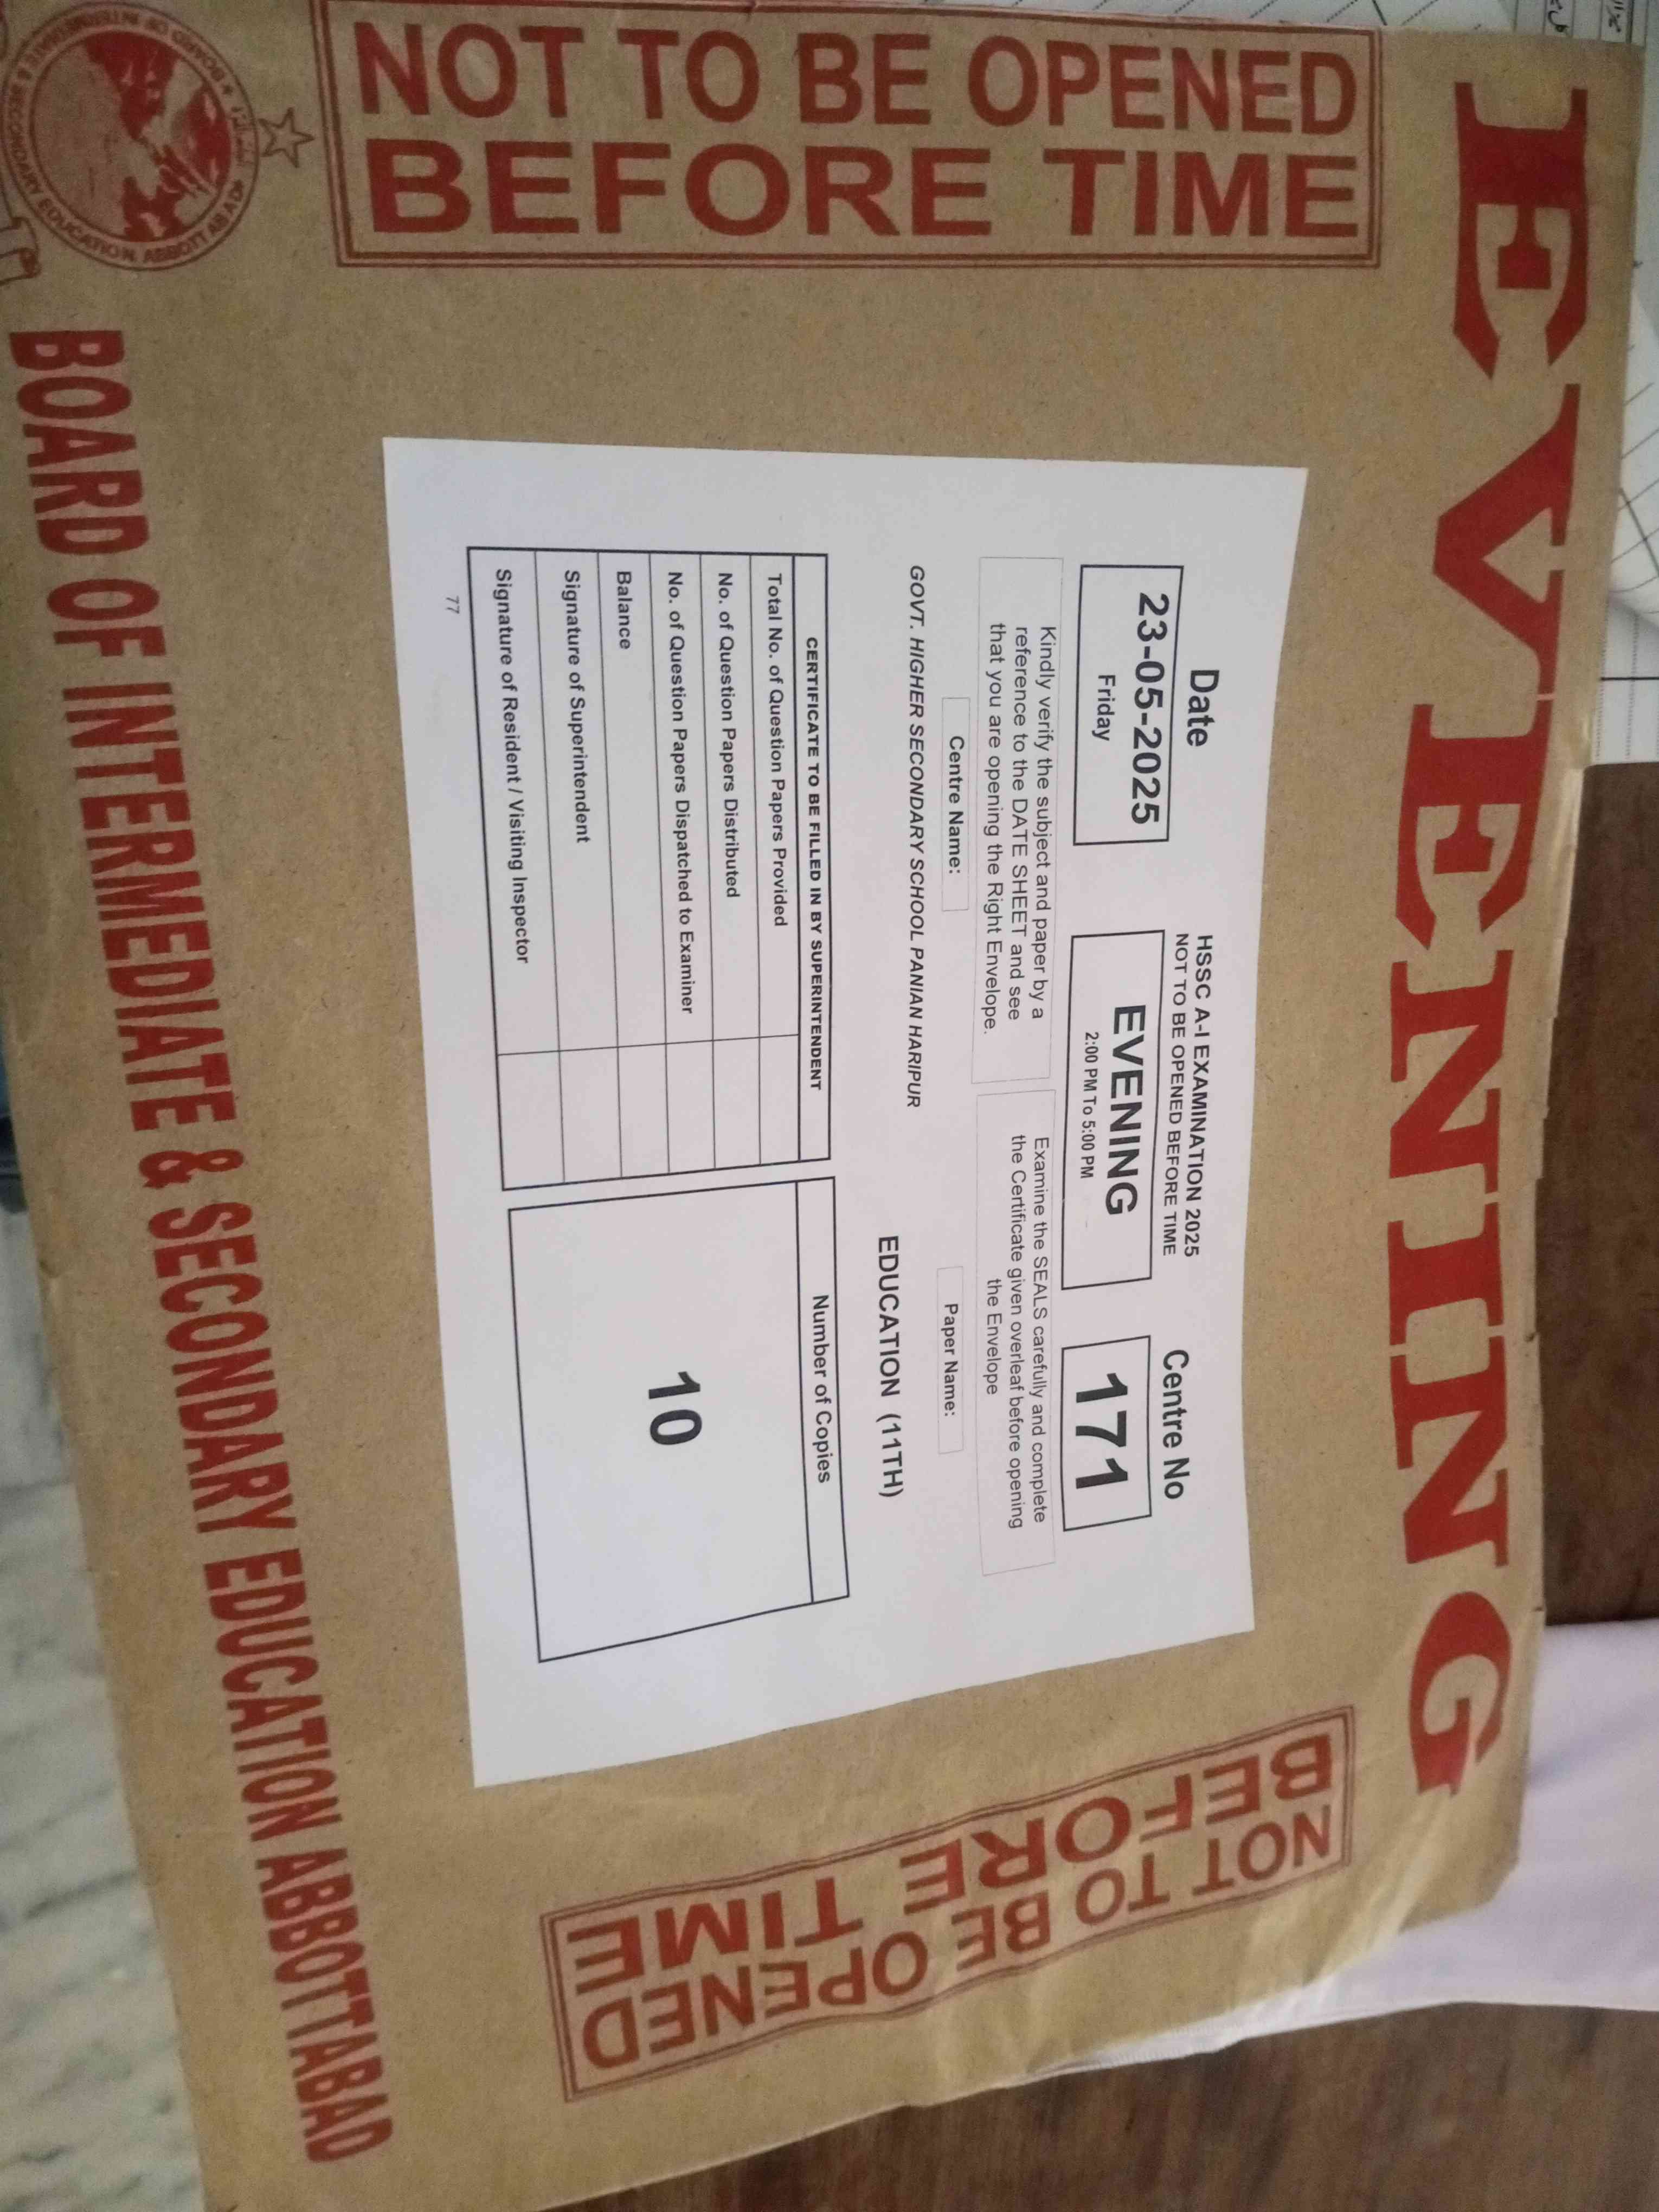 EVENING
NOT TO BE OPENED
BEFORE TIME
Date
23-05-2025
Friday
HSSC A-I EXAMINATION 2025
NOT TO BE OPENED BEFORE TIME
EVENING
2:00 PM To 5:00 PM
Centre No
171
Kindly verify the subject and paper by a
reference to the DATE SHEET and see
that you are opening the Right Envelope.
Examine the SEALS carefully and complete
the Certificate given overleaf before opening
the Envelope
Centre Name:
Paper Name:
GOVT. HIGHER SECONDARY SCHOOL PANIAN HARIPUR
EDUCATION (11TH)
CERTIFICATE TO BE FILLED IN BY SUPERINTENDENT
Total No. of Question Papers Provided
No. of Question Papers Distributed
No. of Question Papers Dispatched to Examiner
Balance
Signature of Superintendent
Signature of Resident / Visiting Inspector
Number of Copies
10
77
NOT TO BE OPENED
BEFORE TIME
BOARD OF INTERMEDIATE & SECONDARY EDUCATION ABBOTTABAD